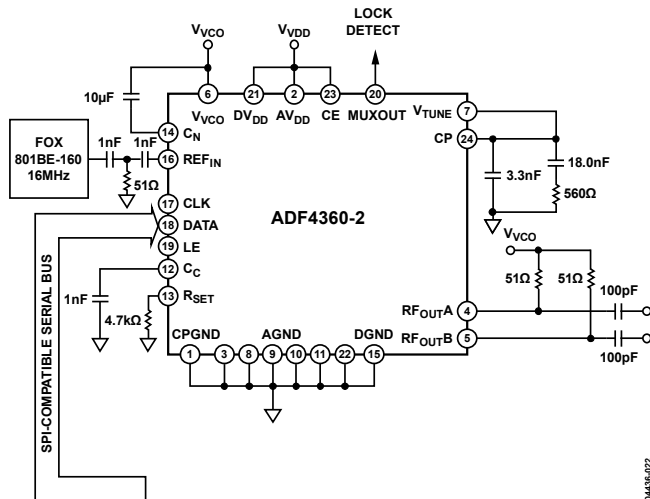 LOCK
DETECT
VVCO
VVDD
10µF
6
21
2
23
20
VVCO
DVDD
AVDD
CE
MUXOUT
VTUNE
7
CP
24
14
CN
FOX
801BE-160
16MHz
1nF
1nF
16
REFIN
51Ω
18.0nF
3.3nF
560Ω
17
CLK
18
DATA
19
LE
ADF4360-2
12
CC
13
RSET
1nF
4.7kΩ
SPI-COMPATIBLE SERIAL BUS
VVCO
51Ω
51Ω
100pF
RFOUTA
4
RFOUTB
5
100pF
CPGND
AGND
DGND
1
3
8
9
10
11
22
15
04436-022